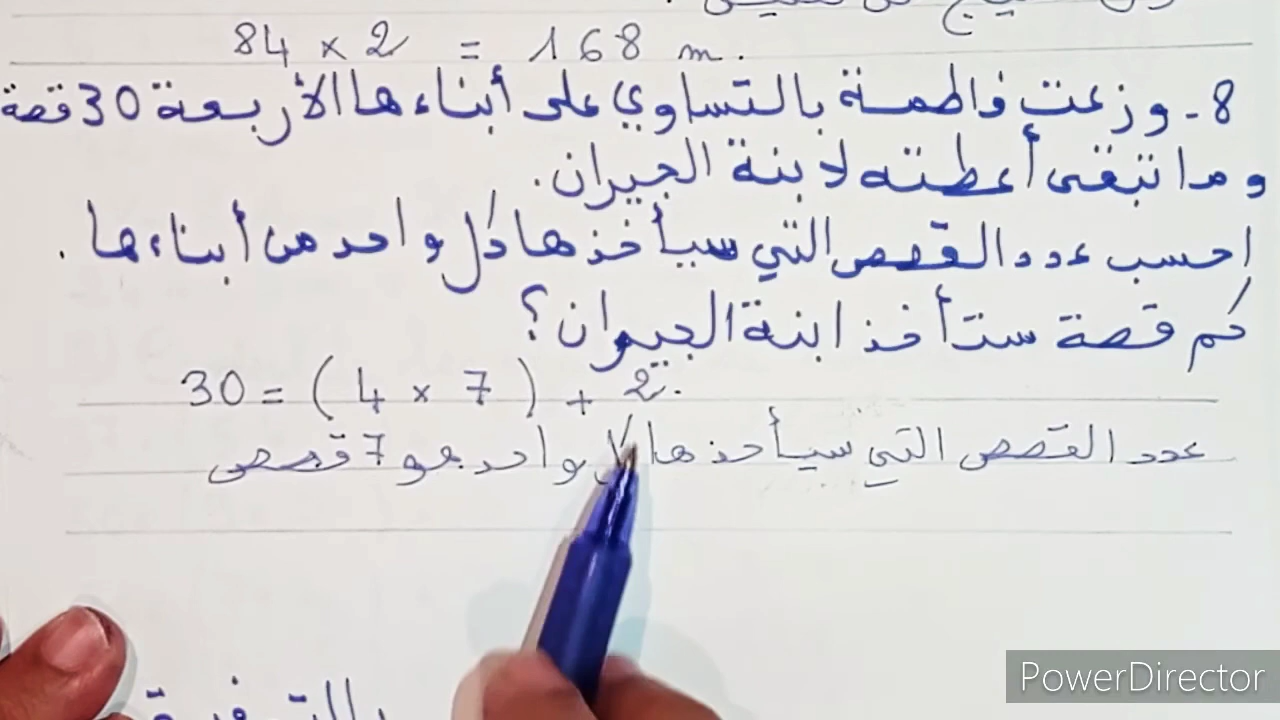 84 × 2 = 168 m.
8- وزعت فاطمة بالتساوي على أبناءها الأربعة 30 قصة
وما تبقى أعطته لابنة الجيران.
احسب عدد القصص التي سيأخذها كل واحد من أبناءها.
كم قصة ستأخذ ابنة الجيران؟
30 = ( 4 × 7 ) + 2.
عدد القصص التي سيأخذها كل واحد هو 7 قصص
PowerDirector